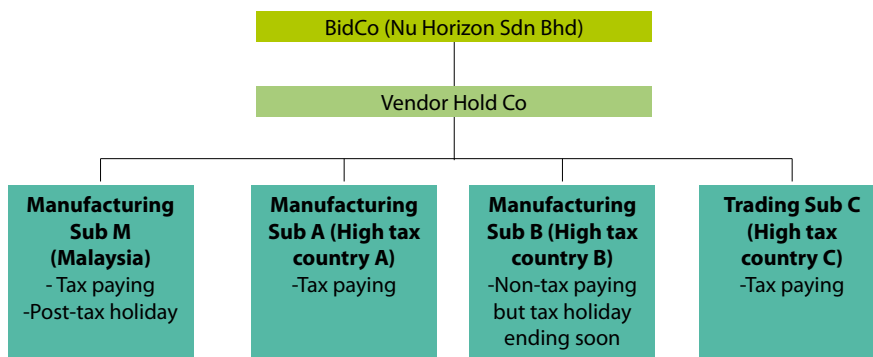 BidCo (Nu Horizon Sdn Bhd)
Vendor Hold Co
Manufacturing
Sub M
(Malaysia)
- Tax paying
-Post-tax holiday
Manufacturing
Sub A (High tax
country A)
-Tax paying
Manufacturing
Sub B (High tax
country B)
-Non-tax paying
but tax holiday
ending soon
Trading Sub C
(High tax
country C)
-Tax paying